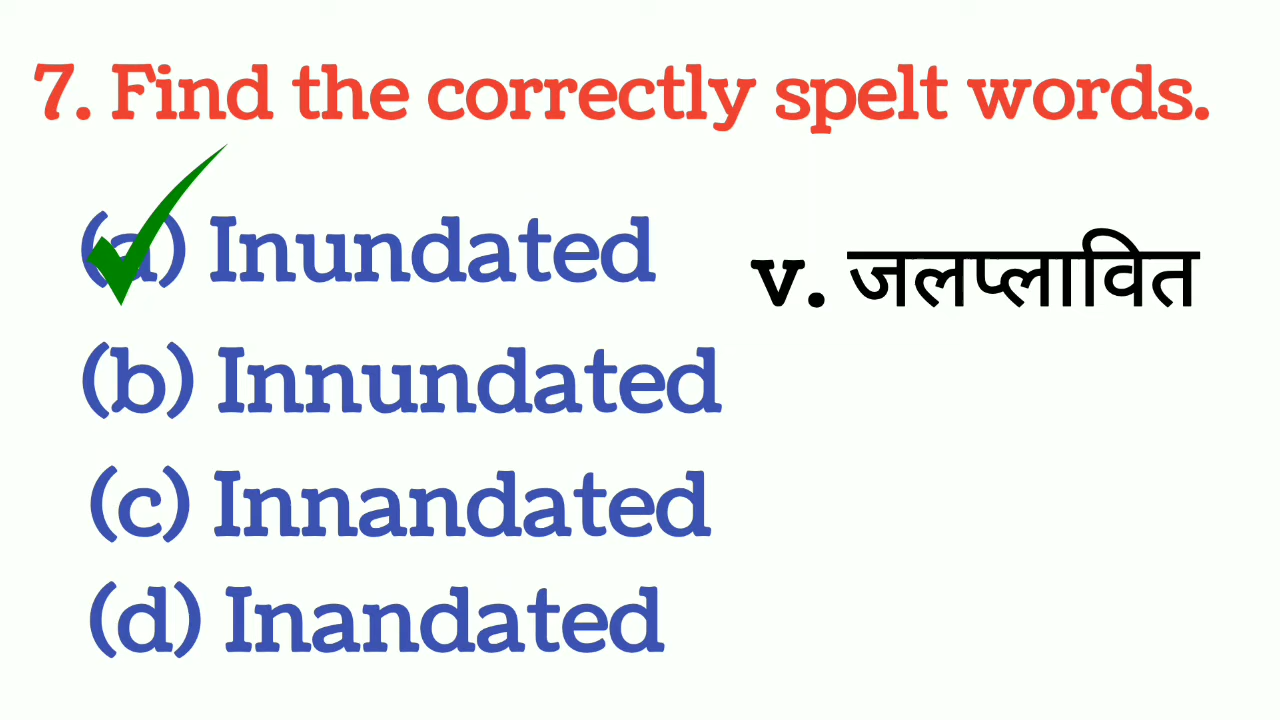 7. Find the correctly spelt words.
(a) Inundated
v. जलप्लावित
(b) Innundated
(c) Innandated
(d) Inandated